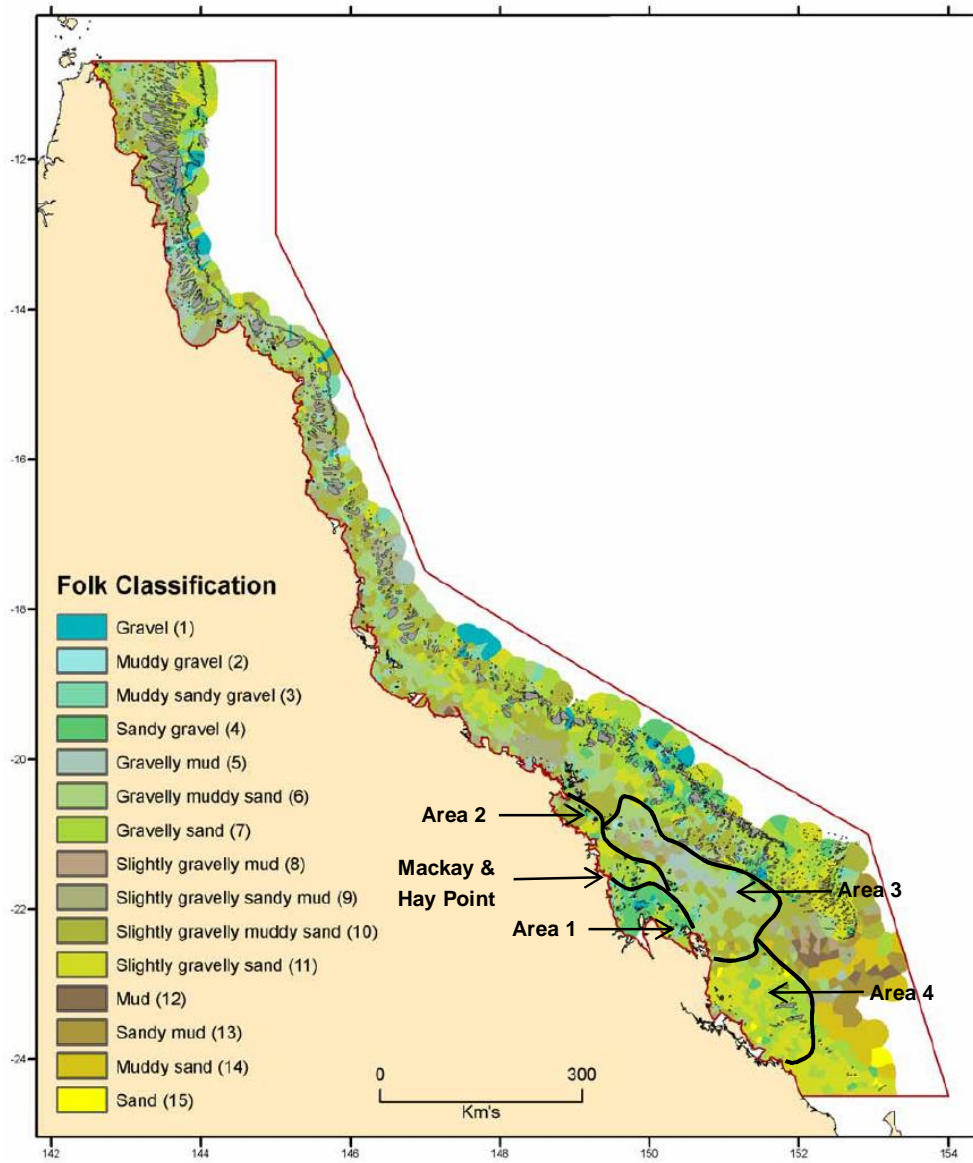 -12
-14
-16
-18
-20
-22
-24
Folk Classification
Gravel (1)
Muddy gravel (2)
Muddy sandy gravel (3)
Sandy gravel (4)
Gravelly mud (5)
Gravelly muddy sand (6)
Gravelly sand (7)
Slightly gravelly mud (8)
Slightly gravelly sandy mud (9)
Slightly gravelly muddy sand (10)
Slightly gravelly sand (11)
Mud (12)
Sandy mud (13)
Muddy sand (14)
Sand (15)
Area 2
Mackay &
Hay Point
Area 1
Area 3
Area 4
0 300
Km's
142 144 146 148 150 152 154